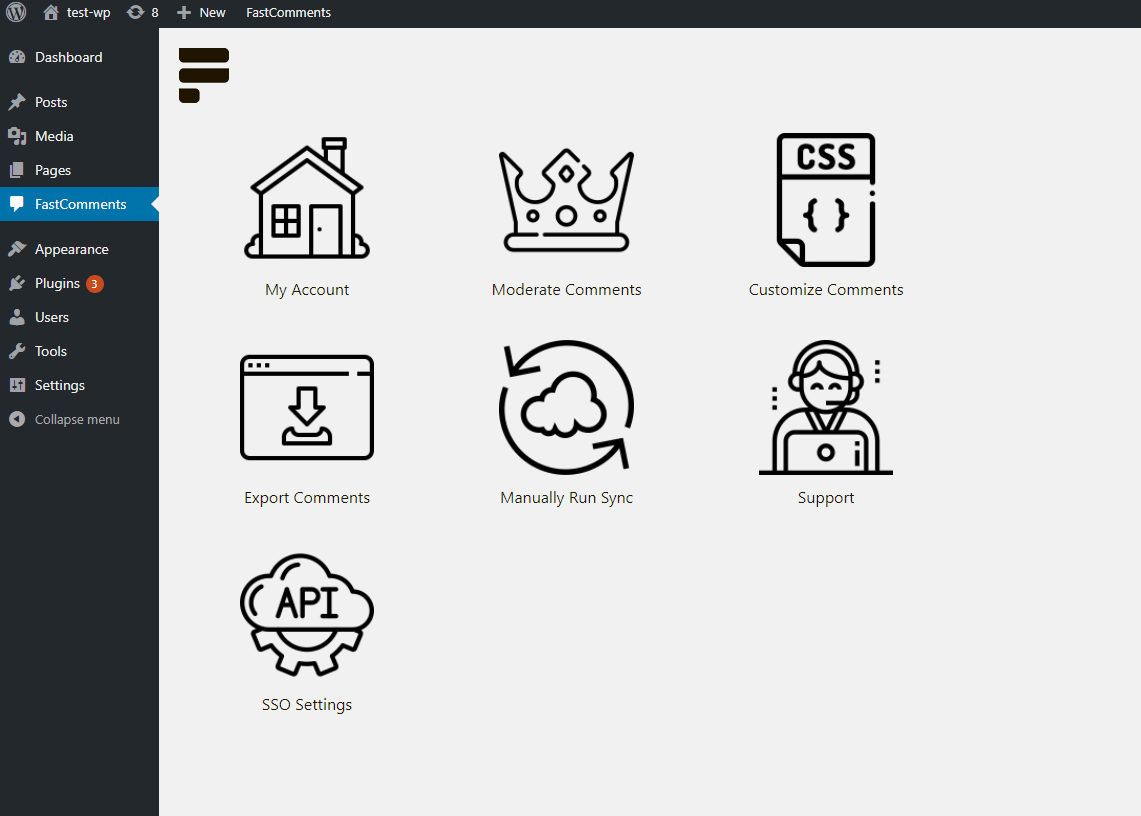 test-wp 8 New FastComments
Dashboard
Posts
Media
Pages
FastComments
Appearance
Plugins 3
Users
Tools
Settings
Collapse menu
CSS
{ }
My Account Moderate Comments Customize Comments
Export Comments Manually Run Sync Support
API
SSO Settings